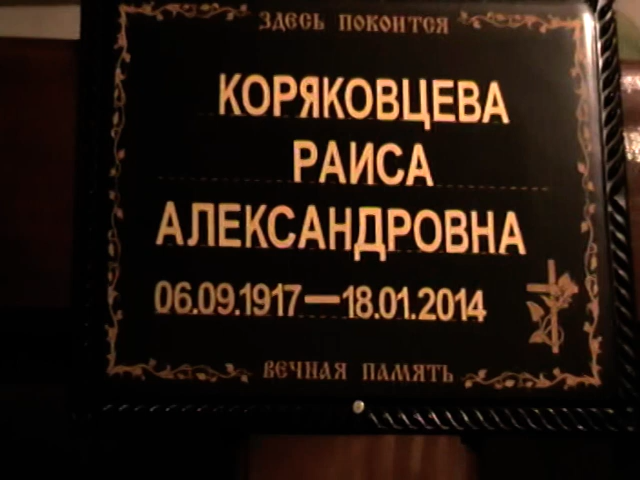 ЗДЕСЬ ПОКОИТСЯ
КОРЯКОВЦЕВА
РАИСА
АЛЕКСАНДРОВНА
06.09.1917—18.01.2014
ВЕЧНАЯ ПАМЯТЬ